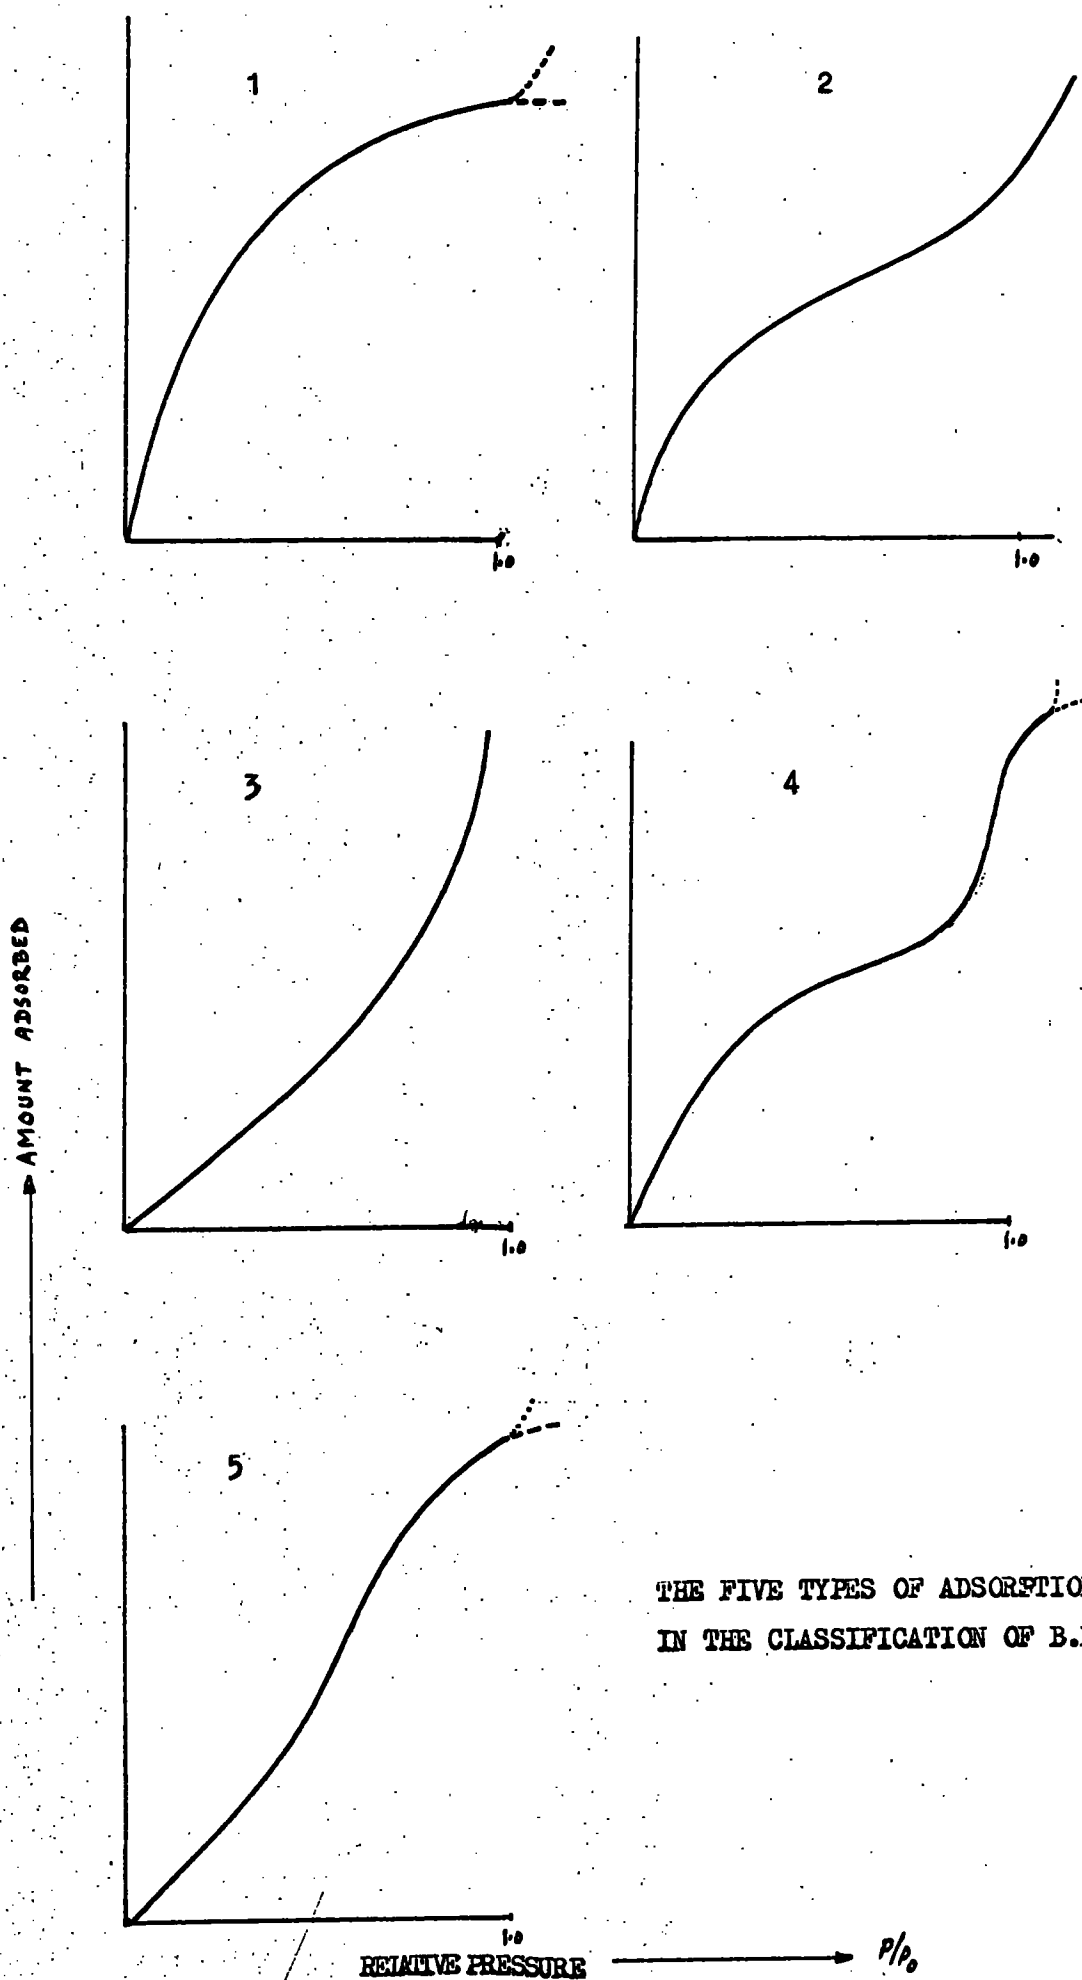 1
2
1.0
1.0
3
4
AMOUNT ADSORBED
1.0
1.0
5
THE FIVE TYPES OF ADSORPTIO
IN THE CLASSIFICATION OF B.
1.0
RELATIVE PRESSURE P/P₀